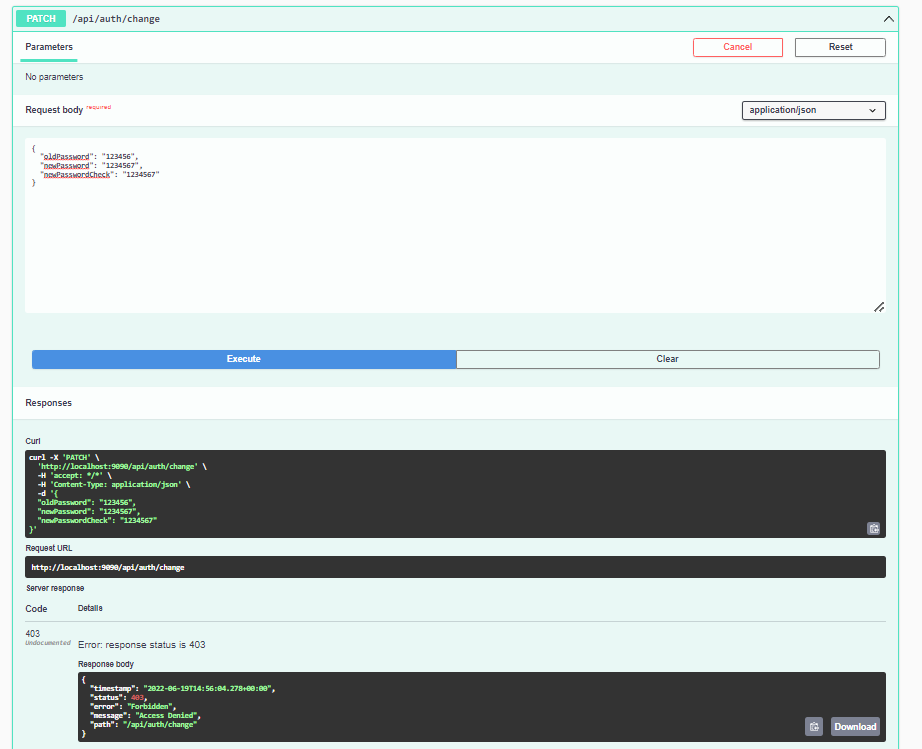 PATCH /api/auth/change
Parameters Cancel Reset
No parameters
Request body required application/json
{
"oldPassword": "123456",
"newPassword": "1234567",
"newPasswordCheck": "1234567"
}
Execute Clear
Responses
Curl
curl -X 'PATCH' \
'http://localhost:9090/api/auth/change' \
-H 'accept: */*' \
-H 'Content-Type: application/json' \
-d '{
"oldPassword": "123456",
"newPassword": "1234567",
"newPasswordCheck": "1234567"
}'
Request URL
http://localhost:9090/api/auth/change
Server response
Code Details
403
Undocumented
Error: response status is 403
Response body
{
"timestamp": "2022-06-19T14:56:04.278+00:00",
"status": 403,
"error": "Forbidden",
"message": "Access Denied",
"path": "/api/auth/change"
}
Download